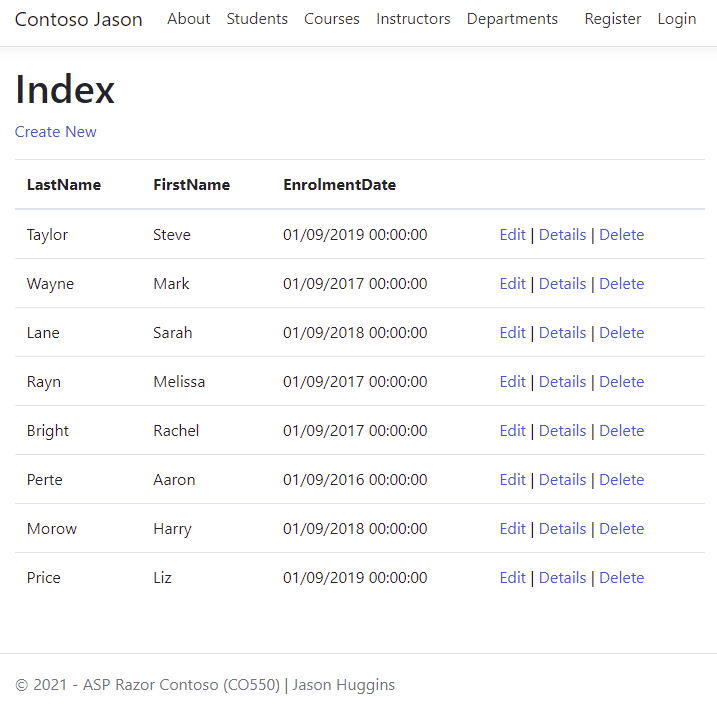 Contoso Jason About Students Courses Instructors Departments Register Login
Index
Create New
LastName FirstName EnrolmentDate
Taylor Steve 01/09/2019 00:00:00 Edit | Details | Delete
Wayne Mark 01/09/2017 00:00:00 Edit | Details | Delete
Lane Sarah 01/09/2018 00:00:00 Edit | Details | Delete
Rayn Melissa 01/09/2017 00:00:00 Edit | Details | Delete
Bright Rachel 01/09/2017 00:00:00 Edit | Details | Delete
Perte Aaron 01/09/2016 00:00:00 Edit | Details | Delete
Morow Harry 01/09/2018 00:00:00 Edit | Details | Delete
Price Liz 01/09/2019 00:00:00 Edit | Details | Delete
© 2021 - ASP Razor Contoso (CO550) | Jason Huggins